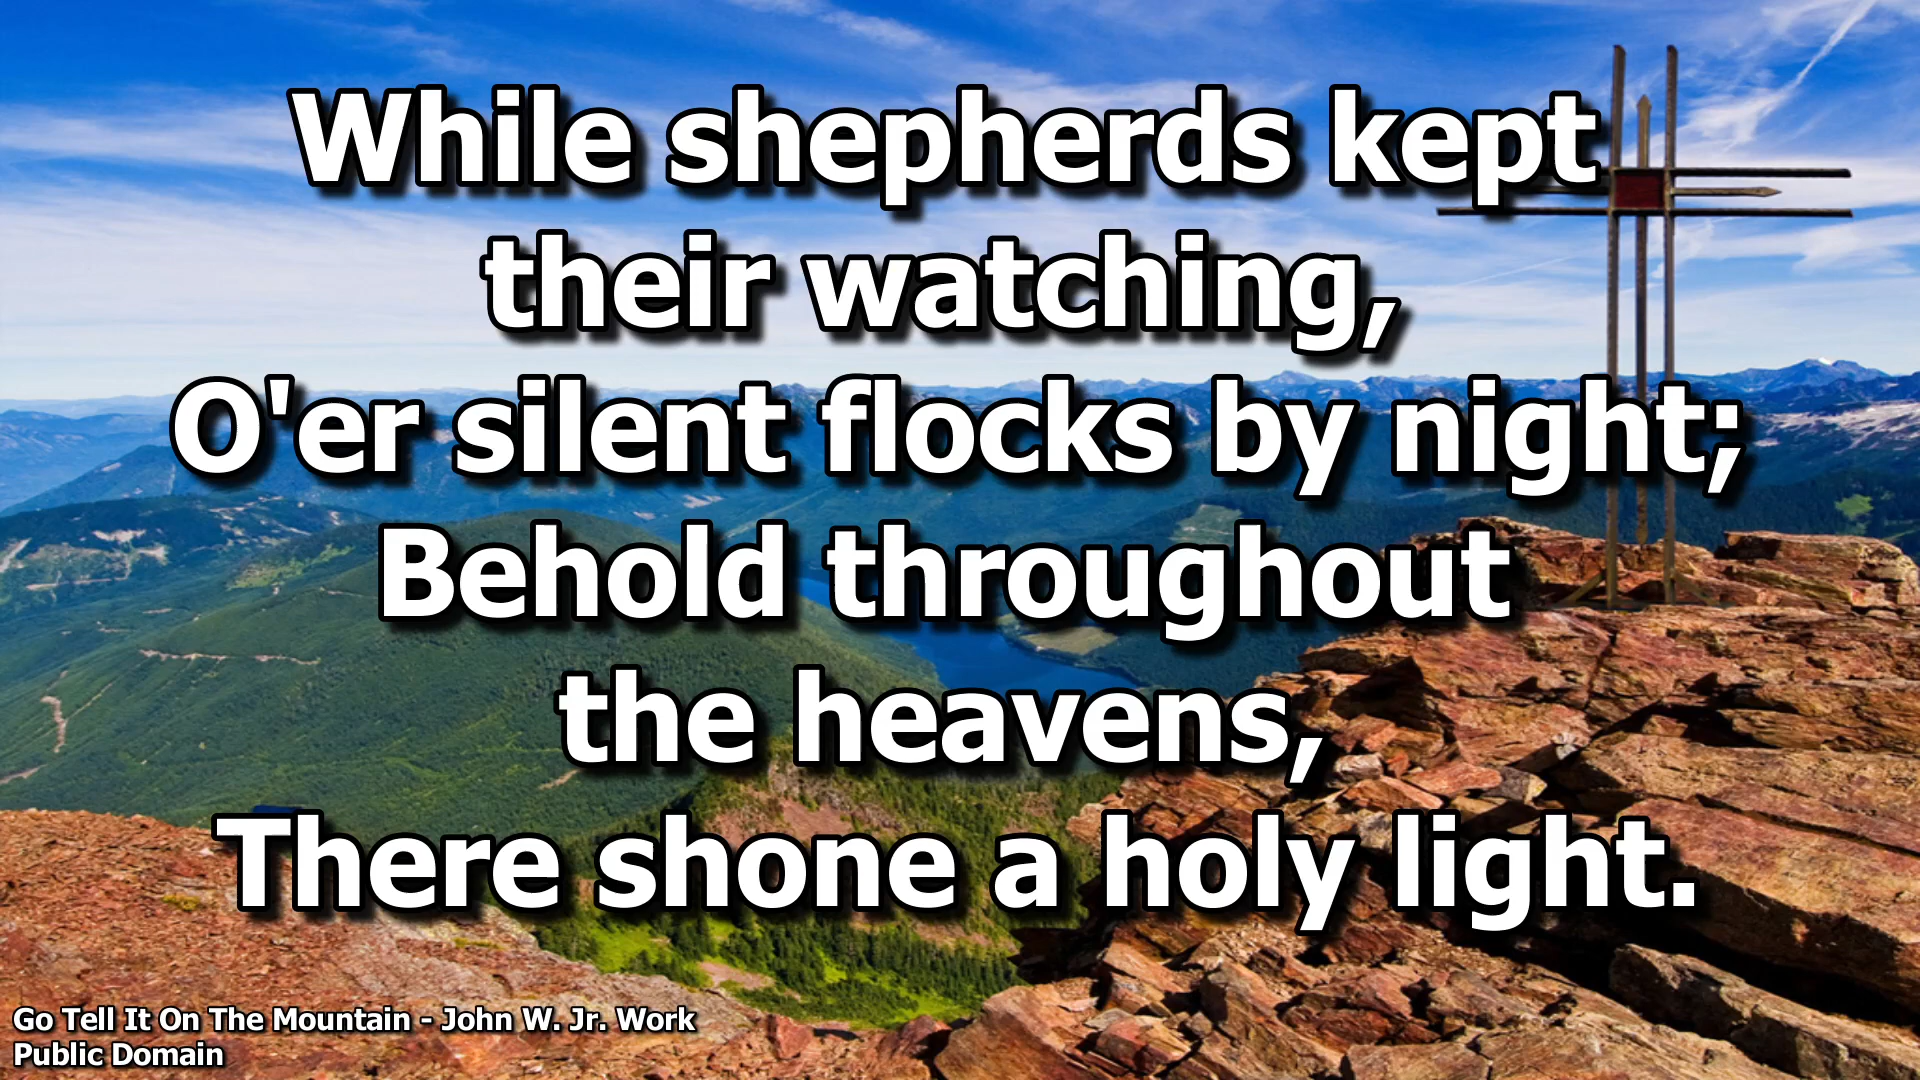 While shepherds kept
their watching,
O'er silent flocks by night;
Behold throughout
the heavens,
There shone a holy light.
Go Tell It On The Mountain - John W. Jr. Work
Public Domain